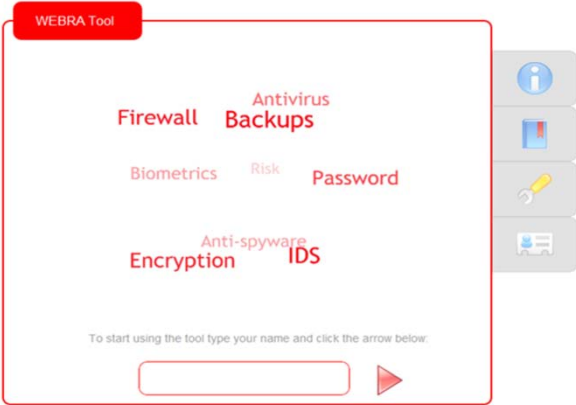 WEBRA Tool
Antivirus
Firewall Backups
Biometrics Risk Password
Anti-spyware
Encryption IDS
To start using the tool type your name and click the arrow below: